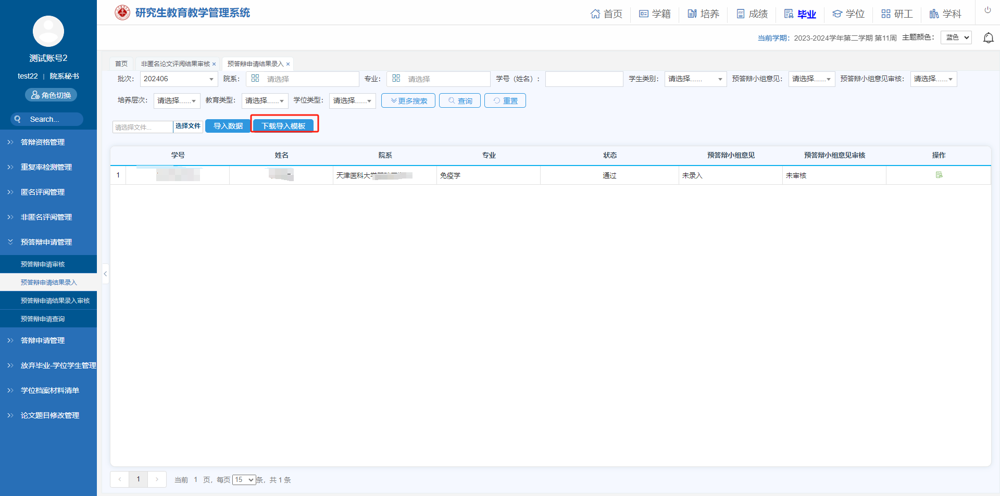 研究生教育教学管理系统
首页 学籍 培养 成绩 毕业 学位 研工 学科
当前学期：2023-2024学年第二学期 第11周 主题颜色： 蓝色
测试账号2
test22 | 院系秘书
角色切换
Search...
答辩资格管理
重复率检测管理
匿名评阅管理
非匿名评阅管理
预答辩申请管理
预答辩申请审核
预答辩申请结果录入
预答辩申请结果录入审核
预答辩申请查询
答辩申请管理
放弃毕业-学位学生管理
学位档案材料清单
论文题目修改管理
首页 非匿名论文评阅结果审核 × 预答辩申请结果录入 ×
批次： 202406 院系： 请选择 专业： 请选择 学号（姓名）： 学生类别： 请选择...... 预答辩小组意见： 请选择...... 预答辩小组意见审核： 请选择......
培养层次： 请选择...... 教育类型： 请选择...... 学位类型： 请选择...... 更多搜索 查询 重置
请选择文件... 选择文件 导入数据 下载导入模板
学号 姓名 院系 专业 状态 预答辩小组意见 预答辩小组意见审核 操作
1 天津医科大学 免疫学 通过 未录入 未审核
1 当前 1 页，每页 15 条，共 1 条